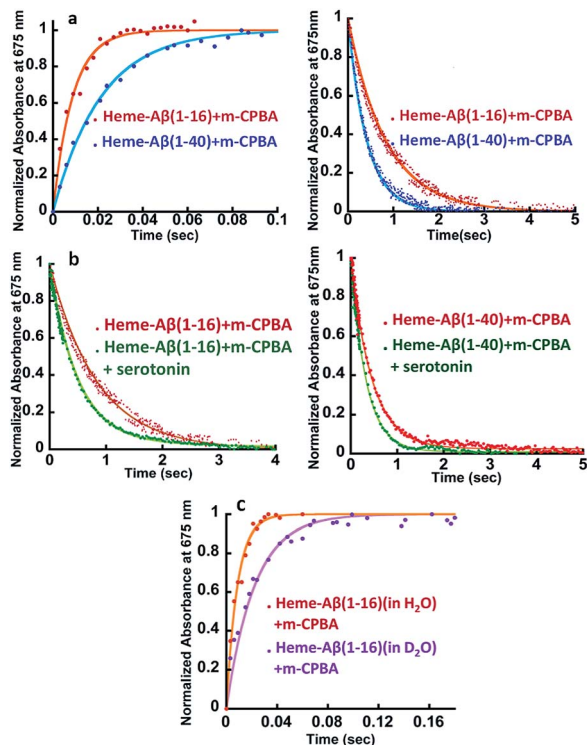 a
Normalized Absorbance at 675 nm
1
0.8
0.6
0.4
0.2
0
Heme-Aβ(1-16)+m-CPBA
Heme-Aβ(1-40)+m-CPBA
0 0.02 0.04 0.06 0.08 0.1
Time (sec)
Normalized Absorbance at 675nm
1
0.8
0.6
0.4
0.2
0
Heme-Aβ(1-16)+m-CPBA
Heme-Aβ(1-40)+m-CPBA
0 1 2 3 4 5
Time(sec)
b
Normalized Absorbance at 675nm
1
0.8
0.6
0.4
0.2
0
Heme-Aβ(1-16)+m-CPBA
Heme-Aβ(1-16)+m-CPBA
+ serotonin
0 1 2 3 4
Time (sec)
Normalized Absorbance at 675nm
1
0.8
0.6
0.4
0.2
0
Heme-Aβ(1-40)+m-CPBA
Heme-Aβ(1-40)+m-CPBA
+ serotonin
0 1 2 3 4 5
Time (sec)
c
Normalized Absorbance at 675 nm
1
0.8
0.6
0.4
0.2
0
Heme-Aβ(1-16)(in H₂O)
+m-CPBA
Heme-Aβ(1-16)(in D₂O)
+m-CPBA
0 0.04 0.08 0.12 0.16
Time (sec)